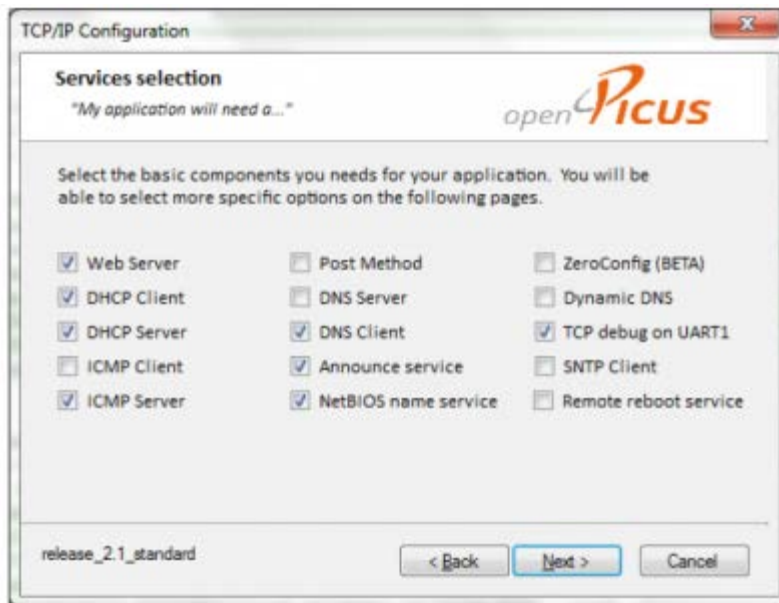 TCP/IP Configuration
Services selection
"My application will need a..."
openPicus
Select the basic components you needs for your application. You will be
able to select more specific options on the following pages.
Web Server
Post Method
ZeroConfig (BETA)
DHCP Client
DNS Server
Dynamic DNS
DHCP Server
DNS Client
TCP debug on UART1
ICMP Client
Announce service
SNTP Client
ICMP Server
NetBIOS name service
Remote reboot service
release_2.1_standard
< Back
Next >
Cancel